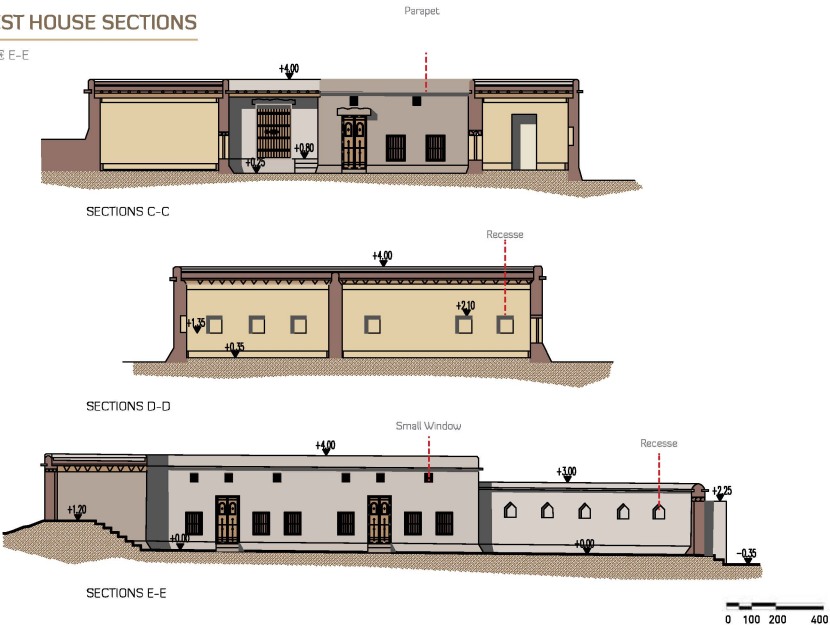 EST HOUSE SECTIONS
E-E
Parapet
+4,00
+0,80
+0,25
SECTIONS C-C
Recesse
+4,00
+2,10
+1,35
+0,35
SECTIONS D-D
Small Window
Recesse
+4,00
+3,00
+2,25
+1,20
+0,00
+0,00
-0,35
SECTIONS E-E
0 100 200 400